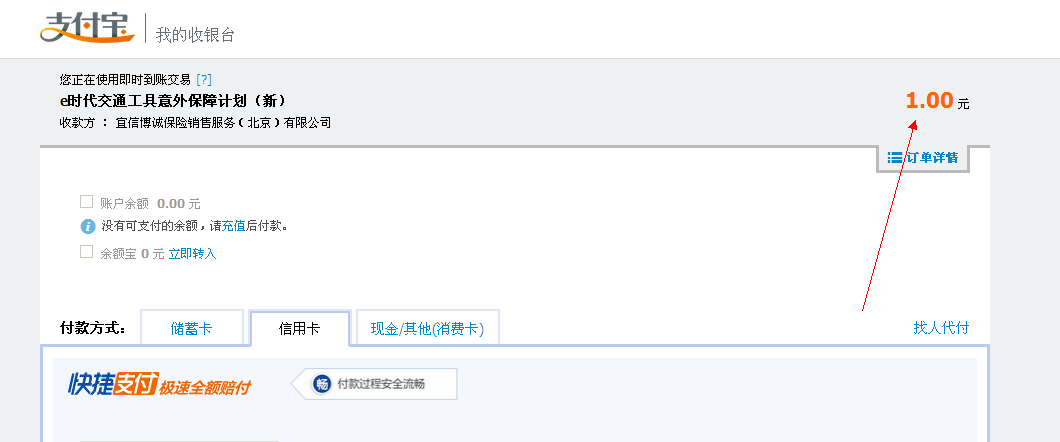 支付宝 我的收银台
您正在使用即时到账交易 [?]
e时代交通工具意外保障计划（新）
1.00 元
收款方 ： 宜信博诚保险销售服务（北京）有限公司
订单详情
账户余额 0.00 元
没有可支付的余额，请充值后付款。
余额宝 0 元 立即转入
付款方式： 储蓄卡 信用卡 现金/其他(消费卡) 找人代付
快捷支付 极速全额赔付 畅 付款过程安全流畅